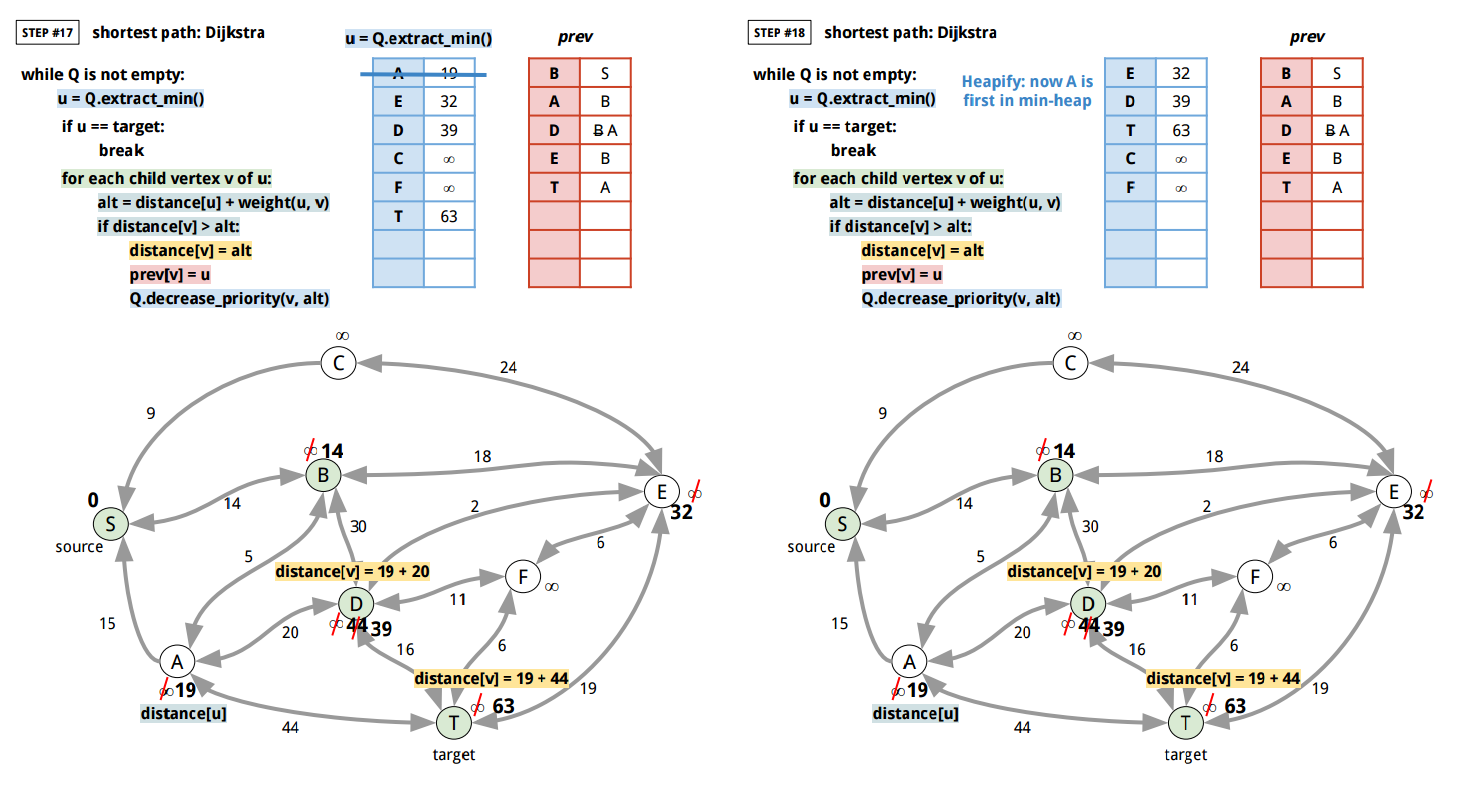 STEP #17 shortest path: Dijkstra
u = Q.extract_min()
prev
while Q is not empty:
u = Q.extract_min()
if u == target:
break
for each child vertex v of u:
alt = distance[u] + weight(u, v)
if distance[v] > alt:
distance[v] = alt
prev[v] = u
Q.decrease_priority(v, alt)
A 19
E 32
D 39
C ∞
F ∞
T 63
B S
A B
D B A
E B
T A
∞
C
24
9
∞ 14
B
18
0
S
source
14
E ∞
32
2
30
5
6
distance[v] = 19 + 20
F ∞
D
11
∞ 44 39
15
20
16
6
A
∞ 19
distance[v] = 19 + 44
19
distance[u]
∞ 63
44
T
target
STEP #18 shortest path: Dijkstra
prev
while Q is not empty:
u = Q.extract_min()
if u == target:
break
for each child vertex v of u:
alt = distance[u] + weight(u, v)
if distance[v] > alt:
distance[v] = alt
prev[v] = u
Q.decrease_priority(v, alt)
Heapify: now A is
first in min-heap
E 32
D 39
T 63
C ∞
F ∞
B S
A B
D B A
E B
T A
∞
C
24
9
∞ 14
B
18
0
S
source
14
E ∞
32
2
30
5
6
distance[v] = 19 + 20
F ∞
D
11
∞ 44 39
15
20
16
6
A
∞ 19
distance[v] = 19 + 44
19
distance[u]
∞ 63
44
T
target